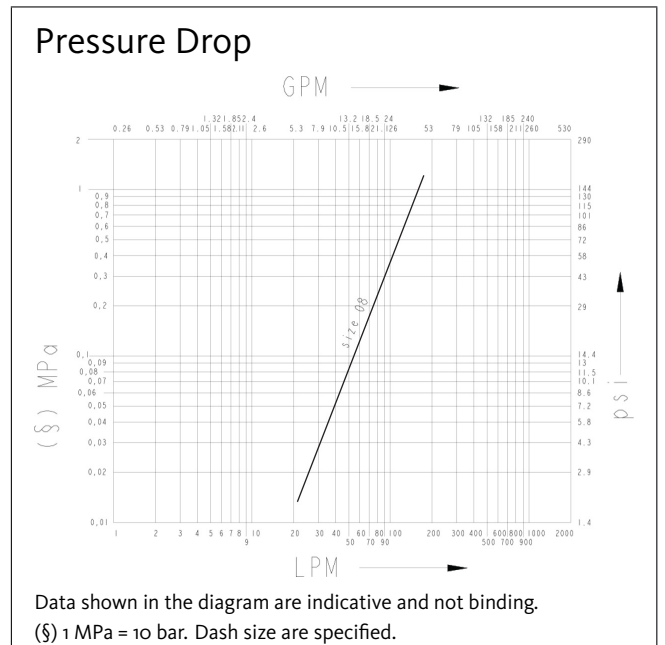 Pressure Drop
GPM
1.32 1.85 2.4 13.2 18.5 24 132 185 240
0.26 0.53 0.79 1.05 1.58 2.11 2.6 5.3 7.9 10.5 15.8 21.1 26 53 79 105 158 211 260 530
2 290
1 144
0,9 130
0,8 115
0,7 101
0,6 86
0,5 72
0,4 58
0,3 43
0,2 29
size 08
0,1 14.4
0,09 13
0,08 11.5
0,07 10.1
0,06 8.6
0,05 7.2
0,04 5.8
0,03 4.3
0,02 2.9
0,01 1,4
(§) MPa
psi
1 2 3 4 5 6 7 8 10 20 30 40 60 80 100 200 300 400 600 800 1000 2000
9 50 70 90 500 700 900
LPM
Data shown in the diagram are indicative and not binding.
(§) 1 MPa = 10 bar. Dash size are specified.